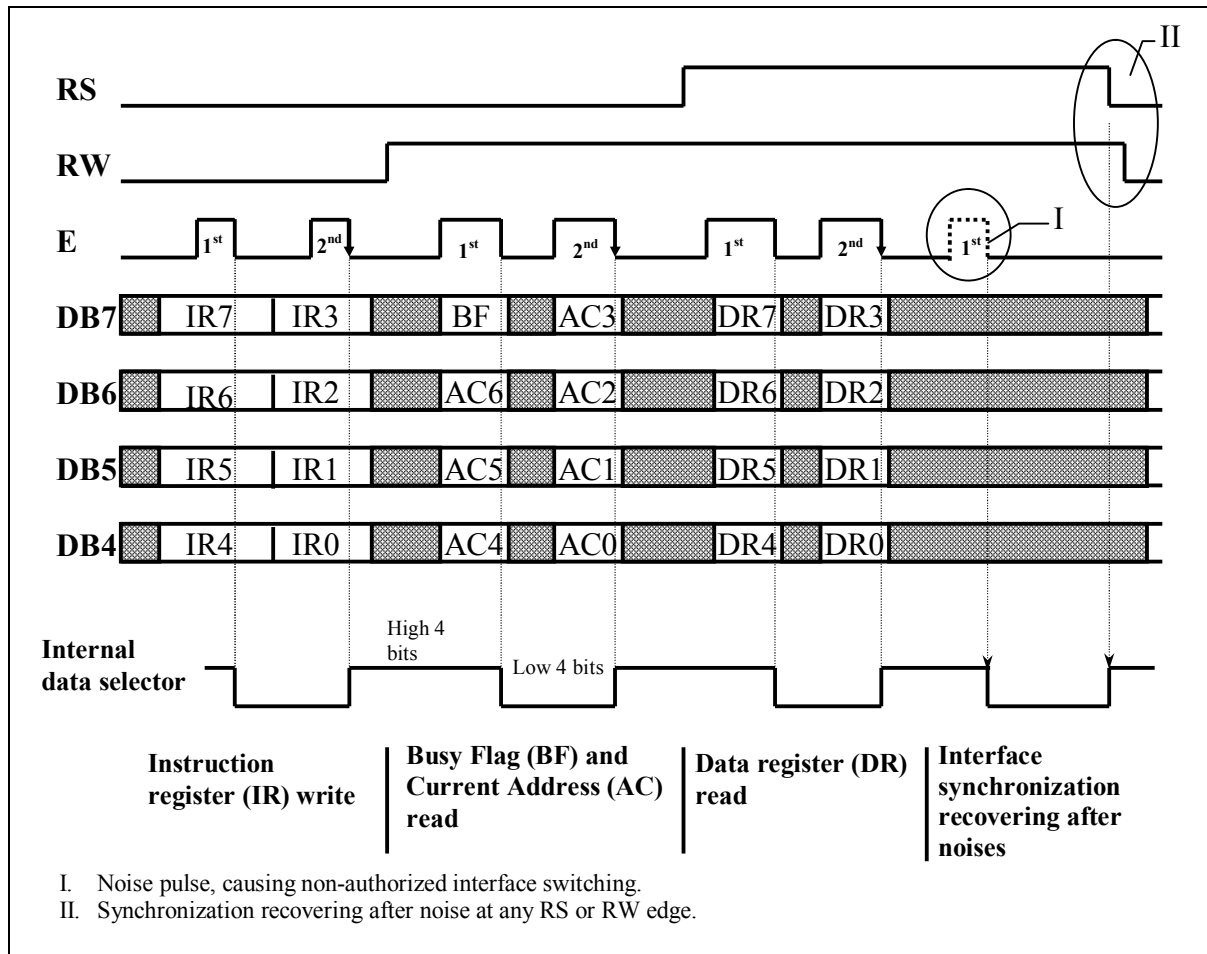 II
RS
RW
I
E 1st 2nd 1st 2nd 1st 2nd 1st
DB7 IR7 IR3 BF AC3 DR7 DR3
DB6 IR6 IR2 AC6 AC2 DR6 DR2
DB5 IR5 IR1 AC5 AC1 DR5 DR1
DB4 IR4 IR0 AC4 AC0 DR4 DR0
High 4
bits
Low 4 bits
Internal
data selector
Instruction
register (IR) write
Busy Flag (BF) and
Current Address (AC)
read
Data register (DR)
read
Interface
synchronization
recovering after
noises
I. Noise pulse, causing non-authorized interface switching.
II. Synchronization recovering after noise at any RS or RW edge.